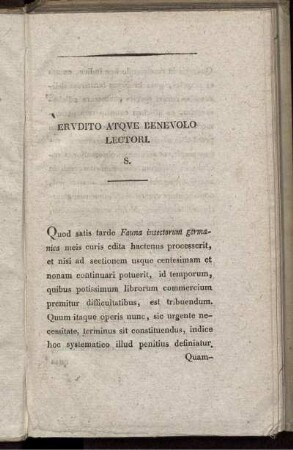 ERVDITO ATQVE BENEVOLO
LECTORI.
S.
Quod satis tarde Fauna insectorum germa-
nica meis curis edita hactenus processerit,
et nisi ad sectionem usque centesimam et
nonam continuari potuerit, id temporum,
quibus potissimum librorum commercium
premitur difficultatibus, est tribuendum.
Quum itaque operis nunc, sic urgente ne-
cessitate, terminus sit constituendus, indice
hoc systematico illud penitius definiatur.
Quam-